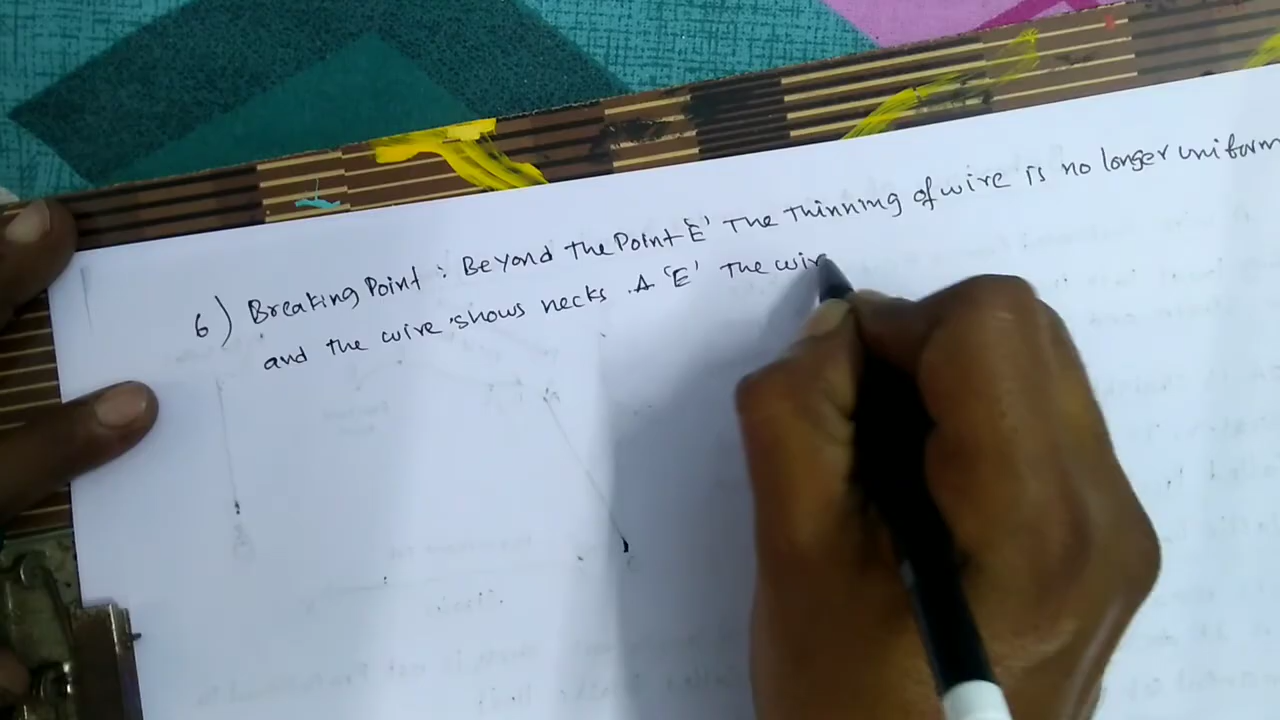 6) Breaking Point : Beyond the Point 'E' The Thinning of wire is no longer uniform
and the wire shows necks . A 'E' The wire